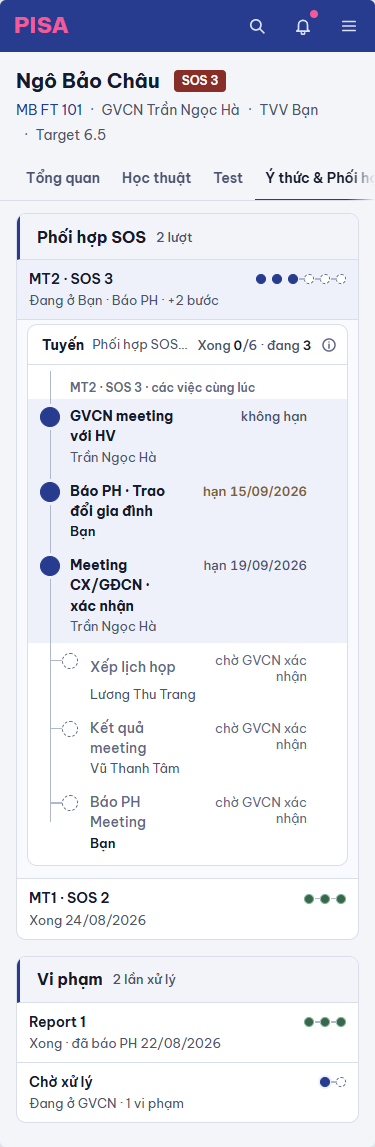 PISA
Ngô Bảo Châu SOS 3
MB FT 101 · GVCN Trần Ngọc Hà · TVV Bạn
· Target 6.5
Tổng quan Học thuật Test Ý thức & Phối h
Phối hợp SOS 2 lượt
MT2 · SOS 3
Đang ở Bạn · Báo PH · +2 bước
Tuyến Phối hợp SOS... Xong 0/6 · đang 3
MT2 · SOS 3 · các việc cùng lúc
GVCN meeting không hạn
với HV
Trần Ngọc Hà
Báo PH · Trao hạn 15/09/2026
đổi gia đình
Bạn
Meeting hạn 19/09/2026
CX/GĐCN ·
xác nhận
Trần Ngọc Hà
Xếp lịch họp chờ GVCN xác
nhận
Lương Thu Trang
Kết quả chờ GVCN xác
meeting nhận
Vũ Thanh Tâm
Báo PH chờ GVCN xác
Meeting nhận
Bạn
MT1 · SOS 2
Xong 24/08/2026
Vi phạm 2 lần xử lý
Report 1
Xong · đã báo PH 22/08/2026
Chờ xử lý
Đang ở GVCN · 1 vi phạm